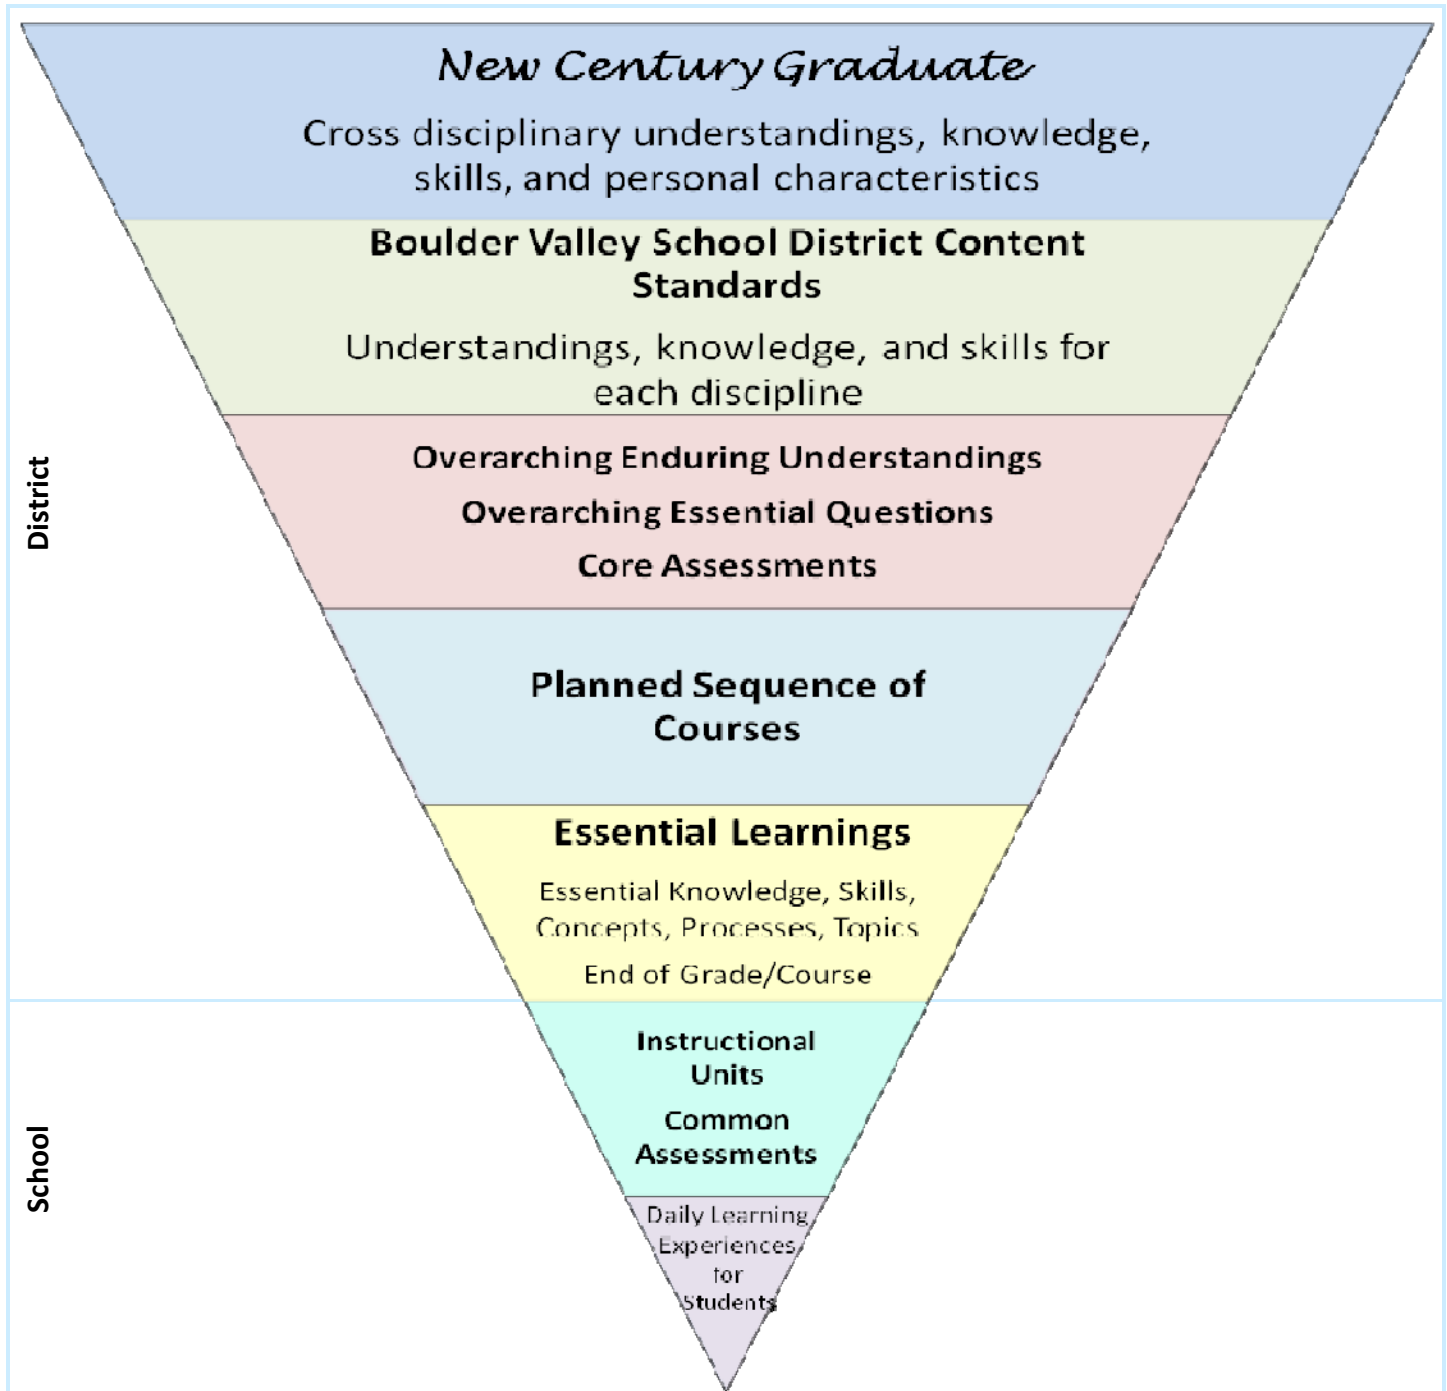 New Century Graduate
Cross disciplinary understandings, knowledge,
skills, and personal characteristics
Boulder Valley School District Content
Standards
Understandings, knowledge, and skills for
each discipline
Overarching Enduring Understandings
Overarching Essential Questions
Core Assessments
Planned Sequence of
Courses
Essential Learnings
Essential Knowledge, Skills,
Concepts, Processes, Topics
End of Grade/Course
District
Instructional
Units
Common
Assessments
Daily Learning
Experiences
for
Students
School